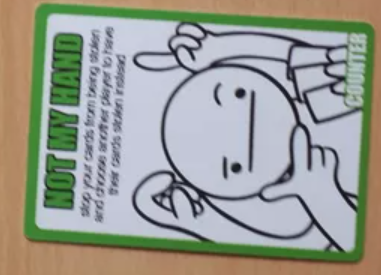 NOT MY HAND
stop your cards from being stolen
and choose another player to have
their cards stolen instead
COUNTER